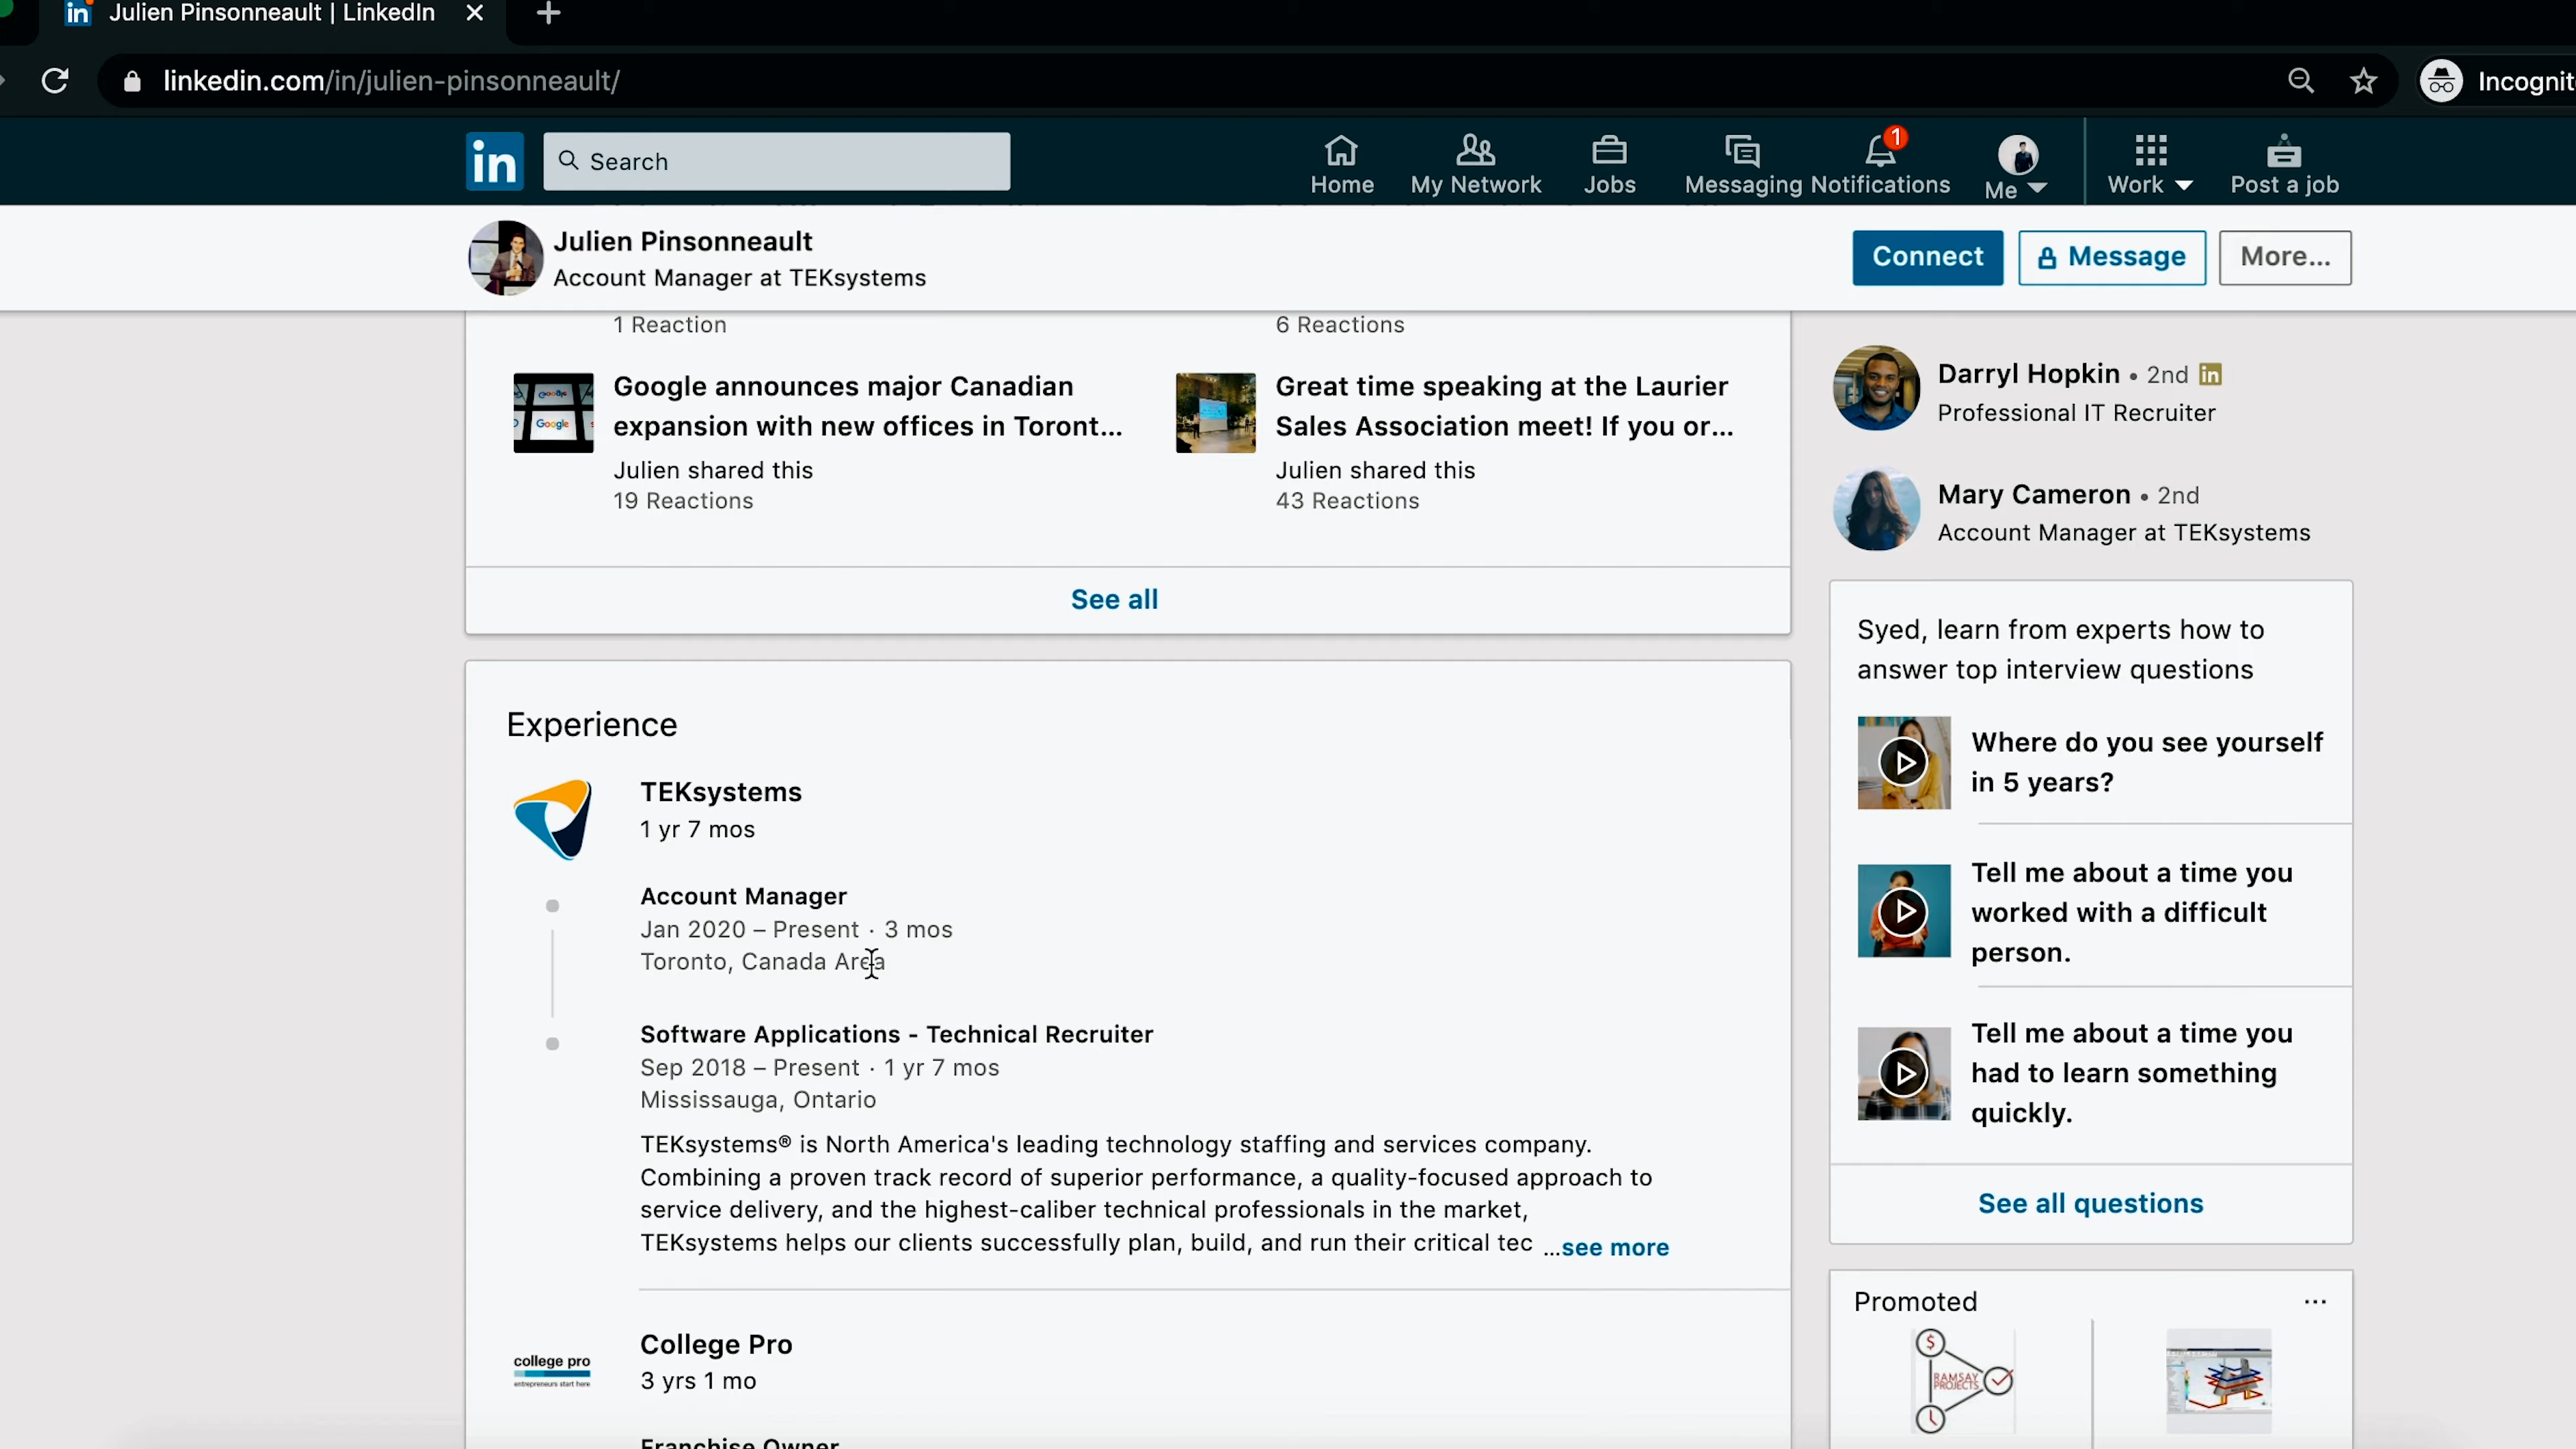 Julien Pinsonneault | LinkedIn
linkedin.com/in/julien-pinsonneault/
Incognit
in
Search
Home
My Network
Jobs
Messaging
1
Notifications
Me
Work
Post a job
Julien Pinsonneault
Account Manager at TEKsystems
Connect
Message
More...
1 Reaction
6 Reactions
Google announces major Canadian
expansion with new offices in Toront...
Julien shared this
19 Reactions
Great time speaking at the Laurier
Sales Association meet! If you or...
Julien shared this
43 Reactions
See all
Experience
TEKsystems
1 yr 7 mos
Account Manager
Jan 2020 – Present · 3 mos
Toronto, Canada Area
Software Applications - Technical Recruiter
Sep 2018 – Present · 1 yr 7 mos
Mississauga, Ontario
TEKsystems® is North America's leading technology staffing and services company.
Combining a proven track record of superior performance, a quality-focused approach to
service delivery, and the highest-caliber technical professionals in the market,
TEKsystems helps our clients successfully plan, build, and run their critical tec ...see more
college pro
entrepreneurs start here
College Pro
3 yrs 1 mo
Franchise Owner
Darryl Hopkin • 2nd in
Professional IT Recruiter
Mary Cameron • 2nd
Account Manager at TEKsystems
Syed, learn from experts how to
answer top interview questions
Where do you see yourself
in 5 years?
Tell me about a time you
worked with a difficult
person.
Tell me about a time you
had to learn something
quickly.
See all questions
Promoted
RAMSAY
PROJECTS